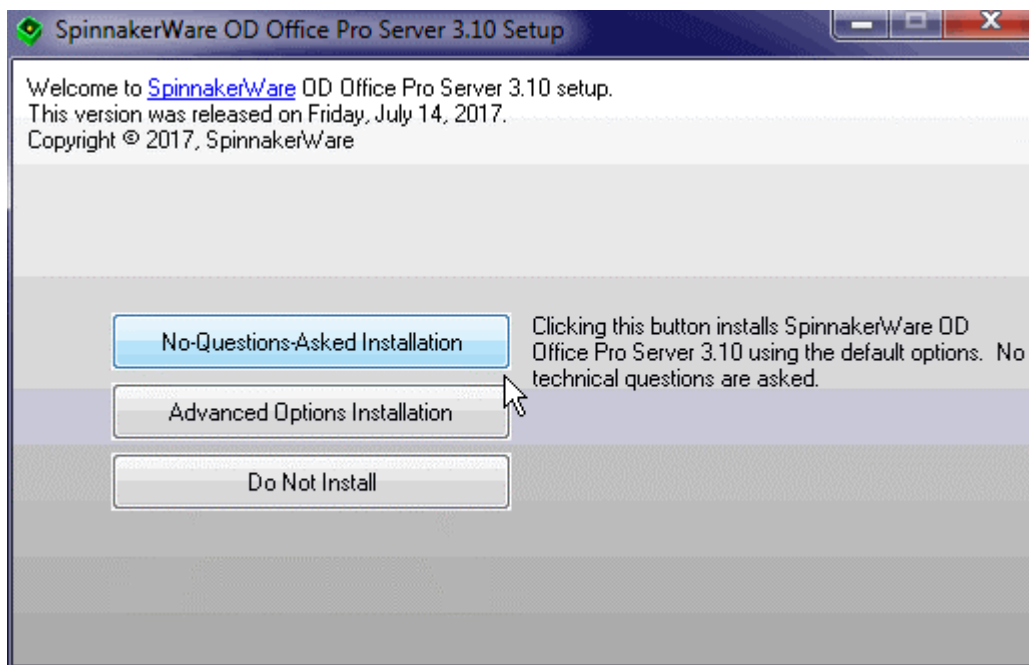 SpinnakerWare OD Office Pro Server 3.10 Setup
Welcome to SpinnakerWare OD Office Pro Server 3.10 setup.
This version was released on Friday, July 14, 2017.
Copyright © 2017, SpinnakerWare
No-Questions-Asked Installation
Clicking this button installs SpinnakerWare OD
Office Pro Server 3.10 using the default options.  No
technical questions are asked.
Advanced Options Installation
Do Not Install